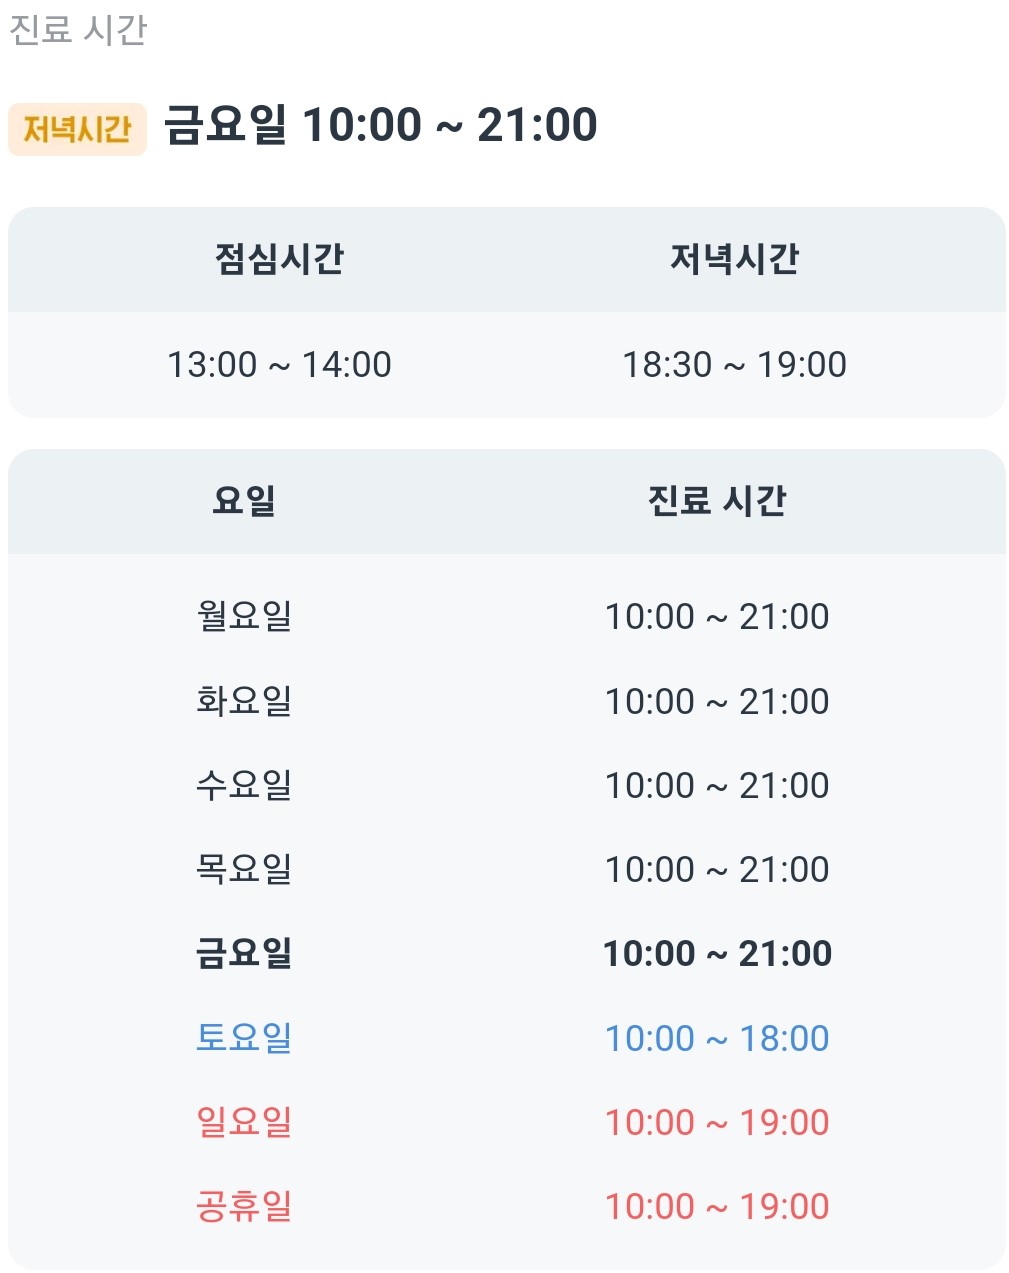 진료 시간
저녁시간 금요일 10:00 ~ 21:00
점심시간 저녁시간
13:00 ~ 14:00 18:30 ~ 19:00
요일 진료 시간
월요일 10:00 ~ 21:00
화요일 10:00 ~ 21:00
수요일 10:00 ~ 21:00
목요일 10:00 ~ 21:00
금요일 10:00 ~ 21:00
토요일 10:00 ~ 18:00
일요일 10:00 ~ 19:00
공휴일 10:00 ~ 19:00